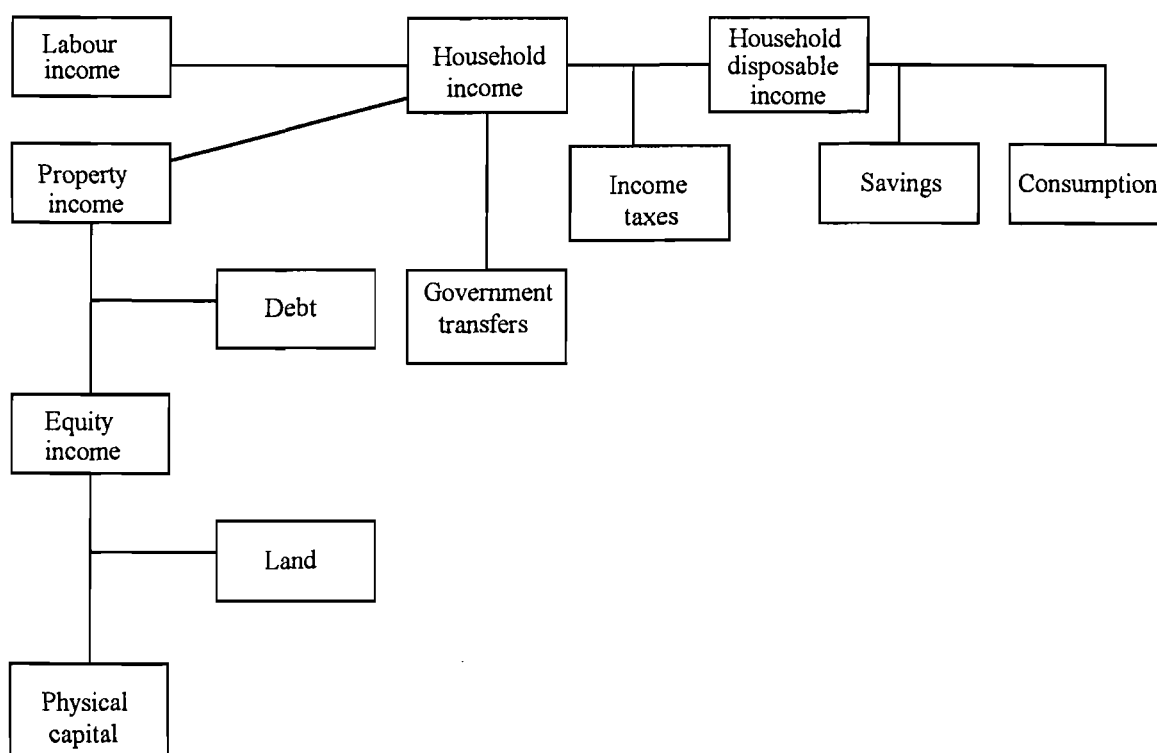 Labour
income
Household
income
Household
disposable
income
Property
income
Income
taxes
Savings
Consumption
Debt
Government
transfers
Equity
income
Land
Physical
capital